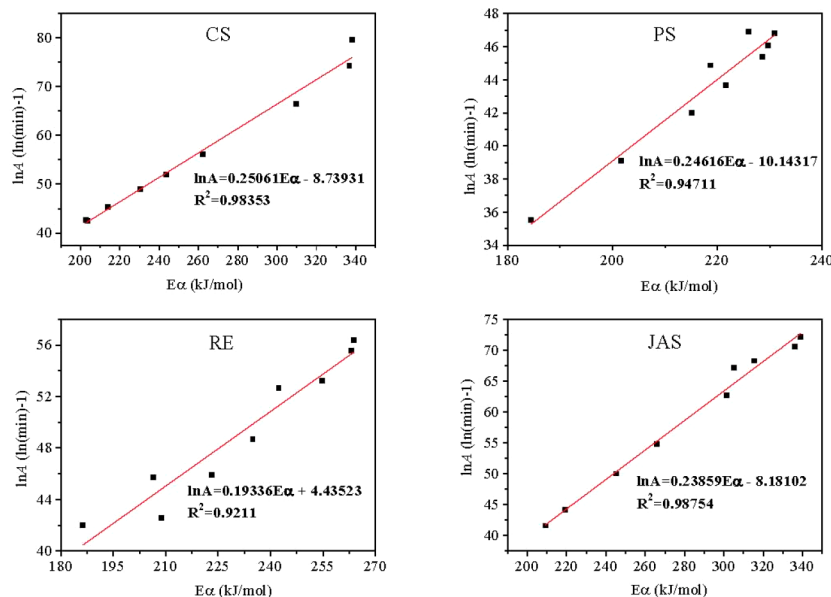 CS
80
70
60
50
40
lnA (ln(min)-1)
lnA=0.25061Eα - 8.73931
R²=0.98353
200 220 240 260 280 300 320 340
Eα (kJ/mol)
PS
48
46
44
42
40
38
36
34
lnA (ln(min)-1)
lnA=0.24616Eα - 10.14317
R²=0.94711
180 200 220 240
Eα (kJ/mol)
RE
56
52
48
44
40
lnA (ln(min)-1)
lnA=0.19336Eα + 4.43523
R²=0.9211
180 195 210 225 240 255 270
Eα (kJ/mol)
JAS
75
70
65
60
55
50
45
40
lnA (ln(min)-1)
lnA=0.23859Eα - 8.18102
R²=0.98754
200 220 240 260 280 300 320 340
Eα (kJ/mol)